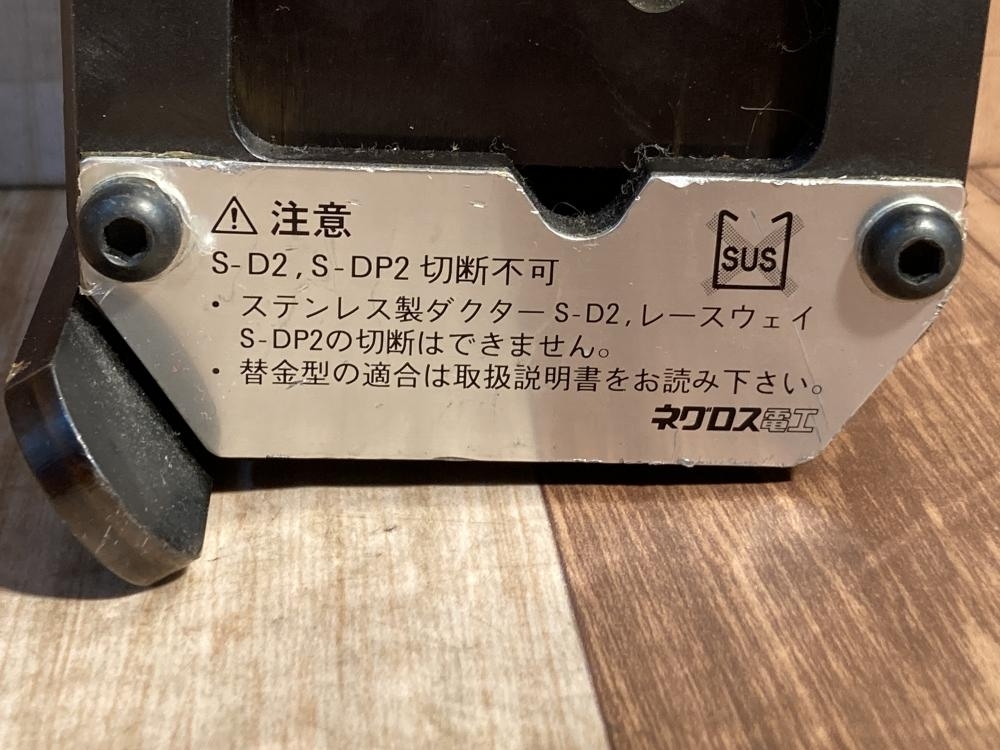 ⚠ 注意
S-D2, S-DP2 切断不可
SUS
・ステンレス製ダクターS-D2, レースウェイ
S-DP2の切断はできません。
・替金型の適合は取扱説明書をお読み下さい。
ネグロス電工